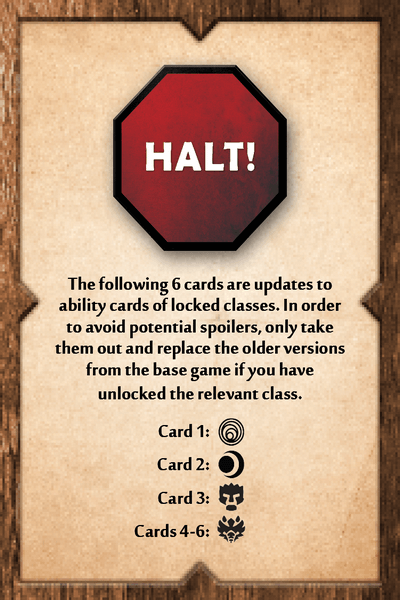 HALT!
The following 6 cards are updates to
ability cards of locked classes. In order
to avoid potential spoilers, only take
them out and replace the older versions
from the base game if you have
unlocked the relevant class.
Card 1:
Card 2:
Card 3:
Cards 4-6: